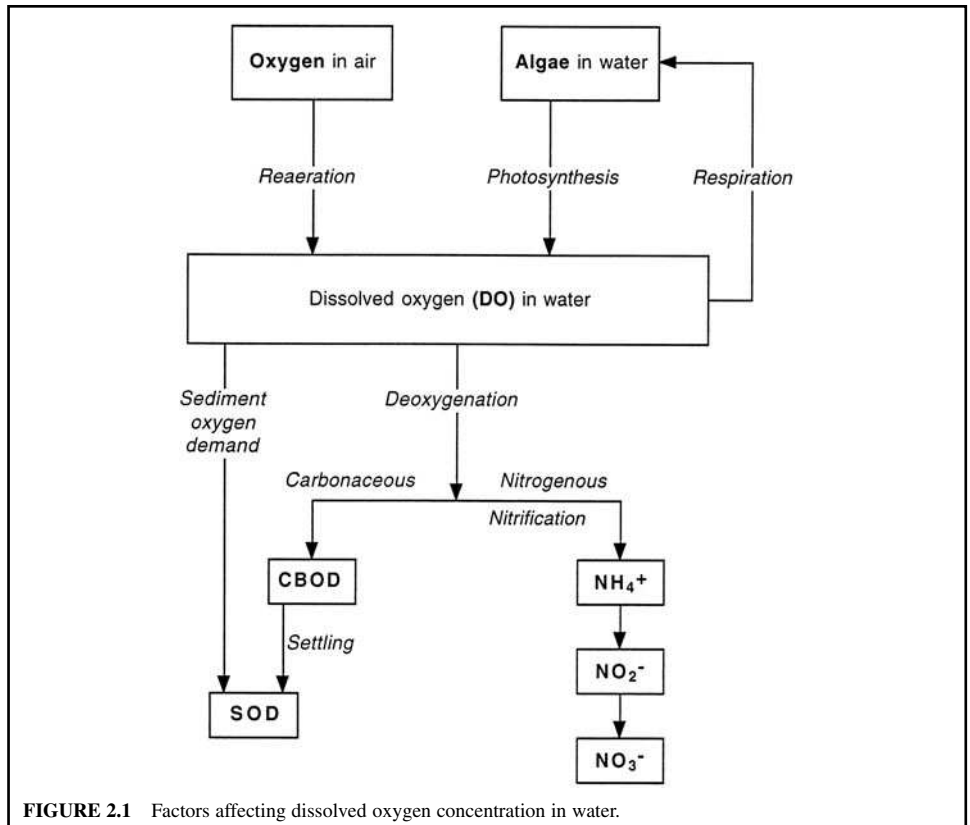 Oxygen in air
Algae in water
Reaeration
Photosynthesis
Respiration
Dissolved oxygen (DO) in water
Sediment
oxygen
demand
Deoxygenation
Carbonaceous
Nitrogenous
Nitrification
CBOD
NH₄⁺
Settling
NO₂⁻
SOD
NO₃⁻
FIGURE 2.1 Factors affecting dissolved oxygen concentration in water.